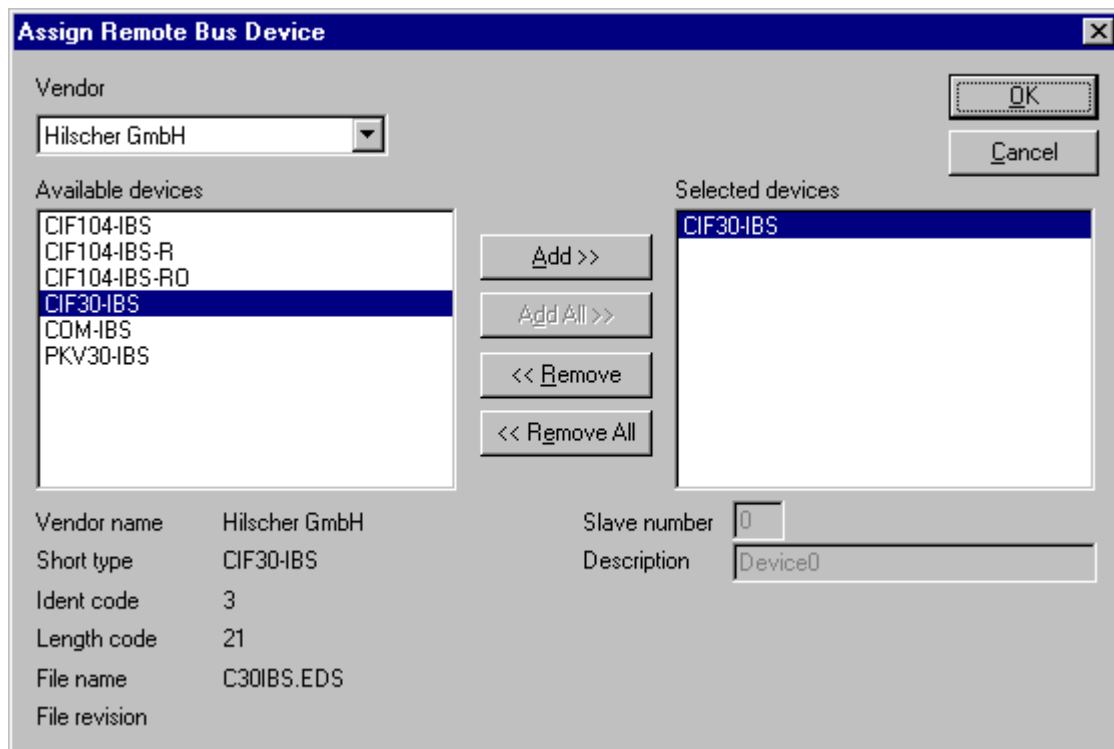 Assign Remote Bus Device
Vendor
OK
Hilscher GmbH
Cancel
Available devices
Selected devices
CIF104-IBS
CIF104-IBS-R
CIF104-IBS-RO
CIF30-IBS
COM-IBS
PKV30-IBS
Add >>
Add All >>
<< Remove
<< Remove All
CIF30-IBS
Vendor name Hilscher GmbH
Short type CIF30-IBS
Ident code 3
Length code 21
File name C30IBS.EDS
File revision
Slave number 0
Description Device0